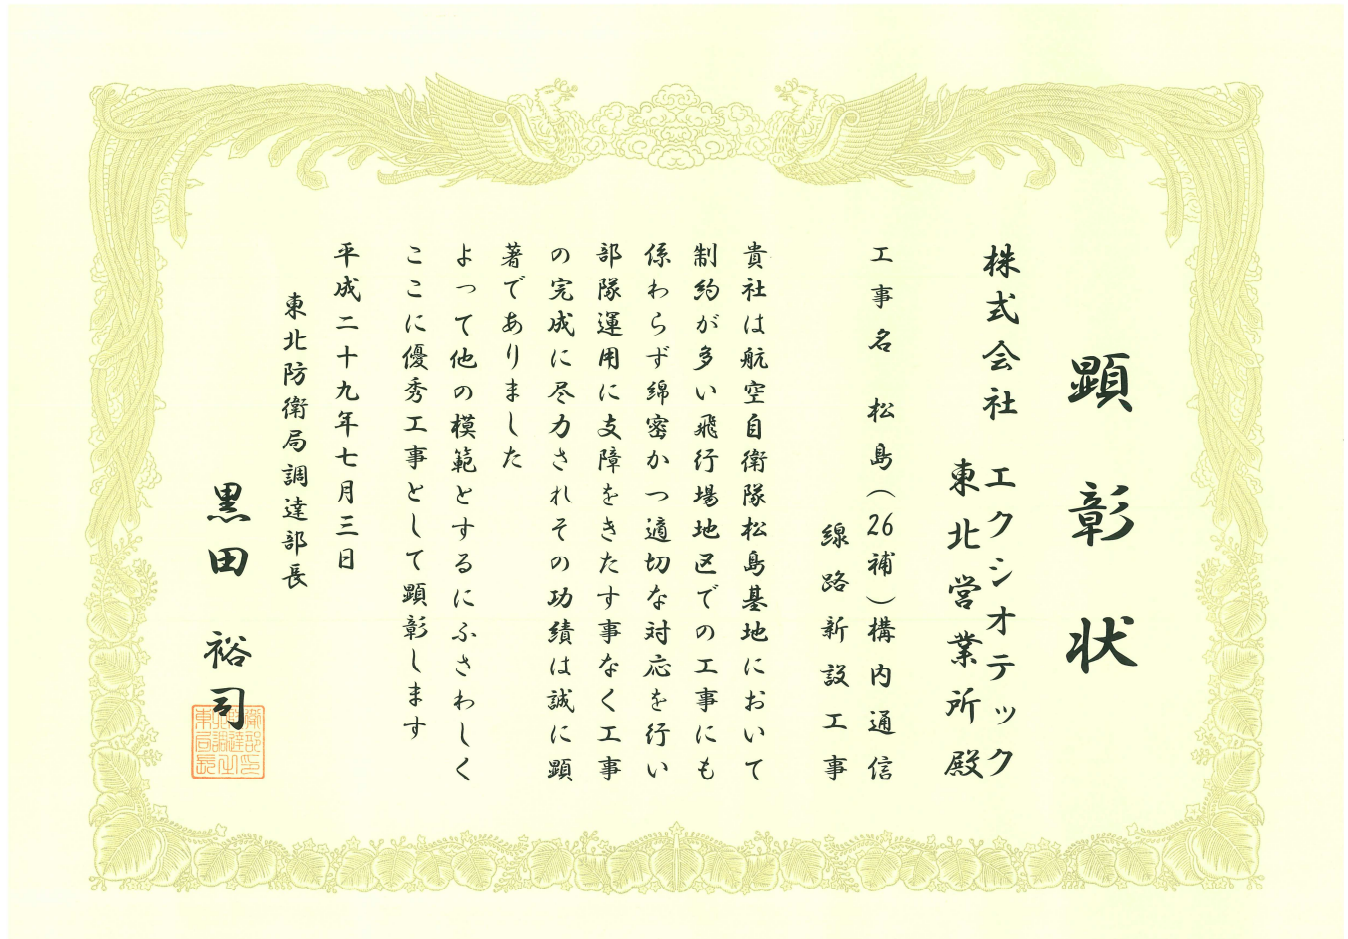 顕彰状
株式会社 エクシオテック
東北営業所 殿
工事名 松島(26補)構内通信
線路新設工事
貴社は航空自衛隊松島基地において
制約が多い飛行場地区での工事にも
係わらず綿密かつ適切な対応を行い
部隊運用に支障をきたす事なく工事
の完成に尽力されその功績は誠に顕
著でありました
よって他の模範とするにふさわしく
ここに優秀工事として顕彰します
平成二十九年七月三日
東北防衛局調達部長
黒田 裕司